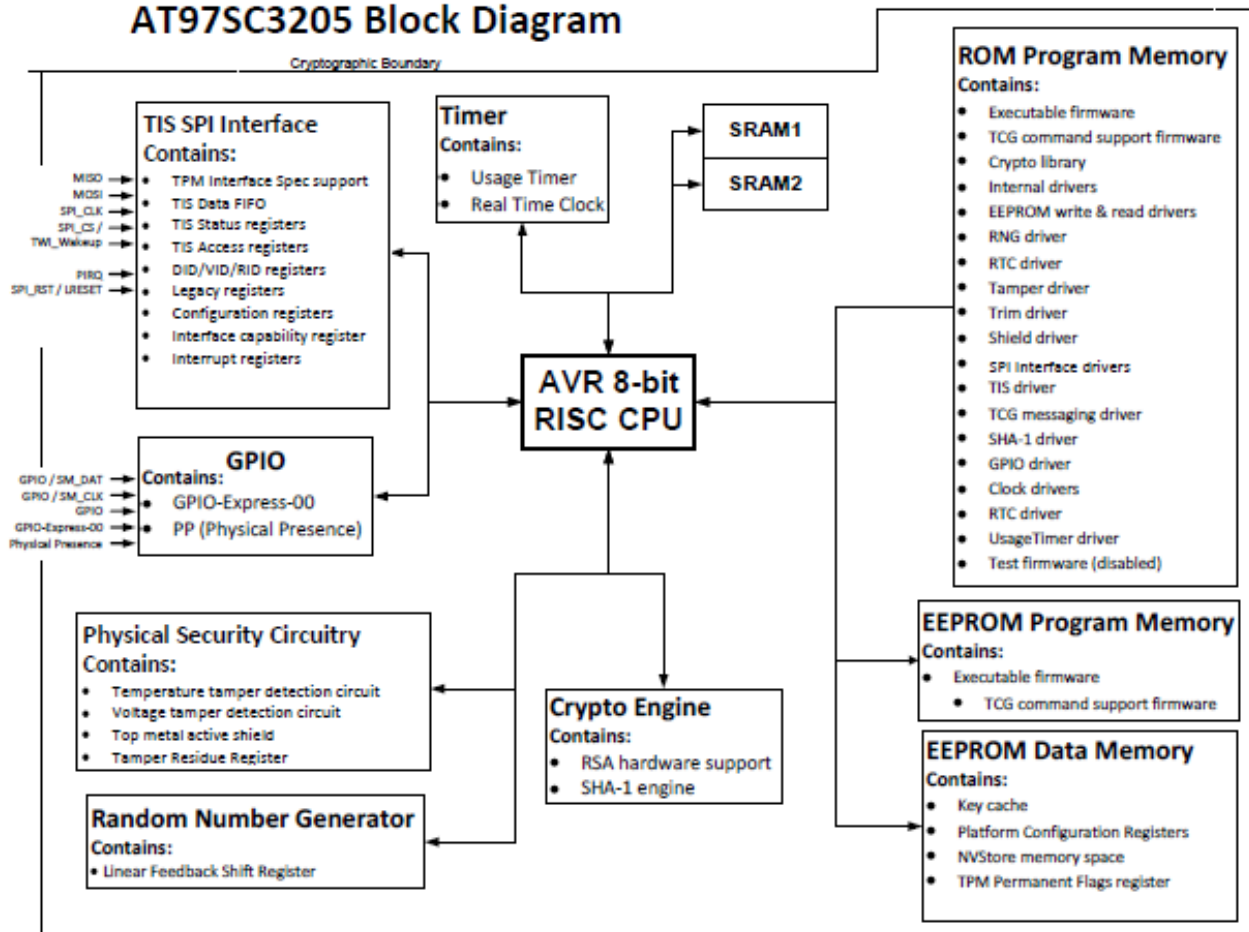 AT97SC3205 Block Diagram
Cryptographic Boundary
TIS SPI Interface
Contains:
• TPM Interface Spec support
• TIS Data FIFO
• TIS Status registers
• TIS Access registers
• DID/VID/RID registers
• Legacy registers
• Configuration registers
• Interface capability register
• Interrupt registers
MISO
MOSI
SPI_CLK
SPI_CS /
TWI_Wakeup
PIRQ
SPI_RST / LRESET
Timer
Contains:
• Usage Timer
• Real Time Clock
SRAM1
SRAM2
ROM Program Memory
Contains:
• Executable firmware
• TCG command support firmware
• Crypto library
• Internal drivers
• EEPROM write & read drivers
• RNG driver
• RTC driver
• Tamper driver
• Trim driver
• Shield driver
• SPI Interface drivers
• TIS driver
• TCG messaging driver
• SHA-1 driver
• GPIO driver
• Clock drivers
• RTC driver
• UsageTimer driver
• Test firmware (disabled)
AVR 8-bit
RISC CPU
GPIO
Contains:
• GPIO-Express-00
• PP (Physical Presence)
GPIO / SM_DAT
GPIO / SM_CLK
GPIO
GPIO-Express-00
Physical Presence
Physical Security Circuitry
Contains:
• Temperature tamper detection circuit
• Voltage tamper detection circuit
• Top metal active shield
• Tamper Residue Register
Crypto Engine
Contains:
• RSA hardware support
• SHA-1 engine
Random Number Generator
Contains:
• Linear Feedback Shift Register
EEPROM Program Memory
Contains:
• Executable firmware
• TCG command support firmware
EEPROM Data Memory
Contains:
• Key cache
• Platform Configuration Registers
• NVStore memory space
• TPM Permanent Flags register